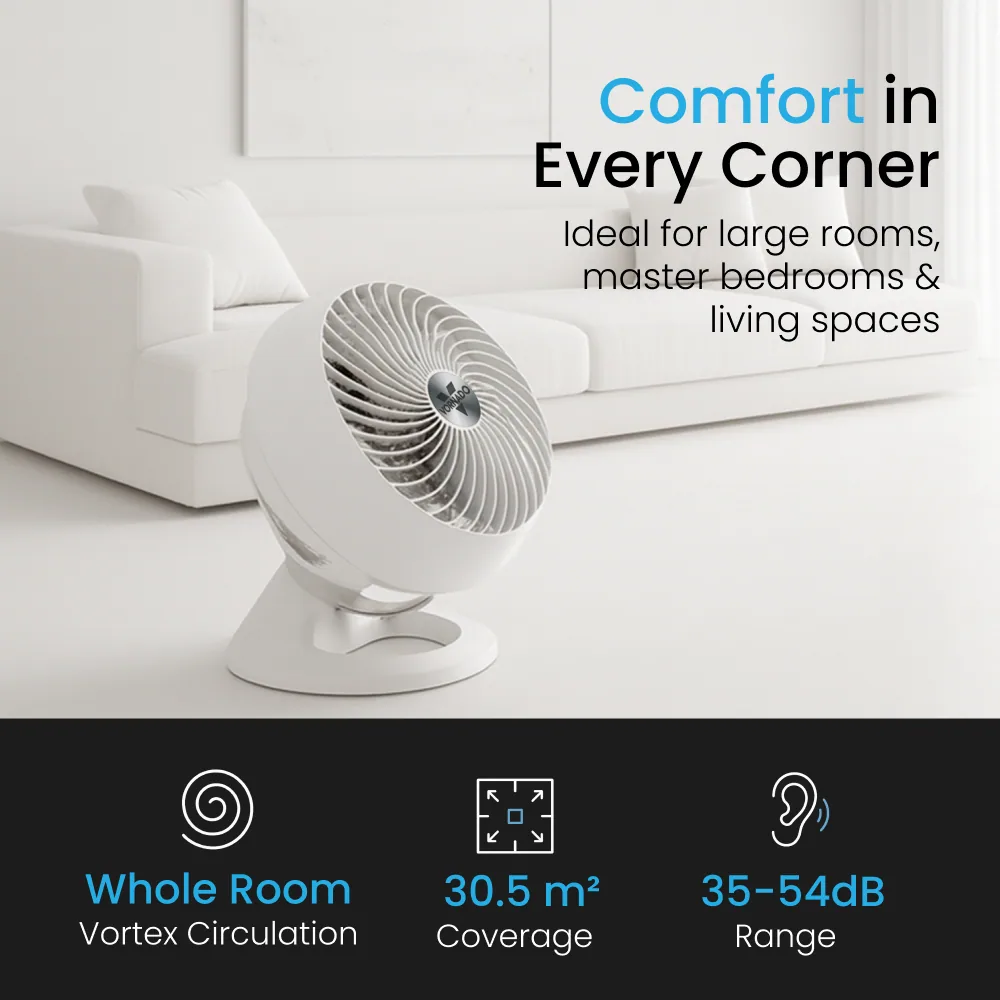 Comfort in
Every Corner
Ideal for large rooms,
master bedrooms &
living spaces
VORNADO
Whole Room
Vortex Circulation
30.5 m²
Coverage
35-54dB
Range